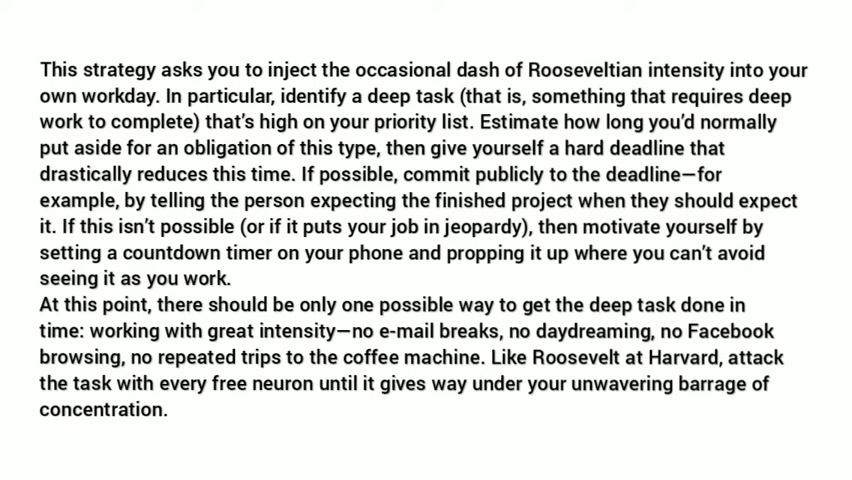 This strategy asks you to inject the occasional dash of Rooseveltian intensity into your
own workday. In particular, identify a deep task (that is, something that requires deep
work to complete) that’s high on your priority list. Estimate how long you’d normally
put aside for an obligation of this type, then give yourself a hard deadline that
drastically reduces this time. If possible, commit publicly to the deadline—for
example, by telling the person expecting the finished project when they should expect
it. If this isn’t possible (or if it puts your job in jeopardy), then motivate yourself by
setting a countdown timer on your phone and propping it up where you can’t avoid
seeing it as you work.
At this point, there should be only one possible way to get the deep task done in
time: working with great intensity—no e-mail breaks, no daydreaming, no Facebook
browsing, no repeated trips to the coffee machine. Like Roosevelt at Harvard, attack
the task with every free neuron until it gives way under your unwavering barrage of
concentration.